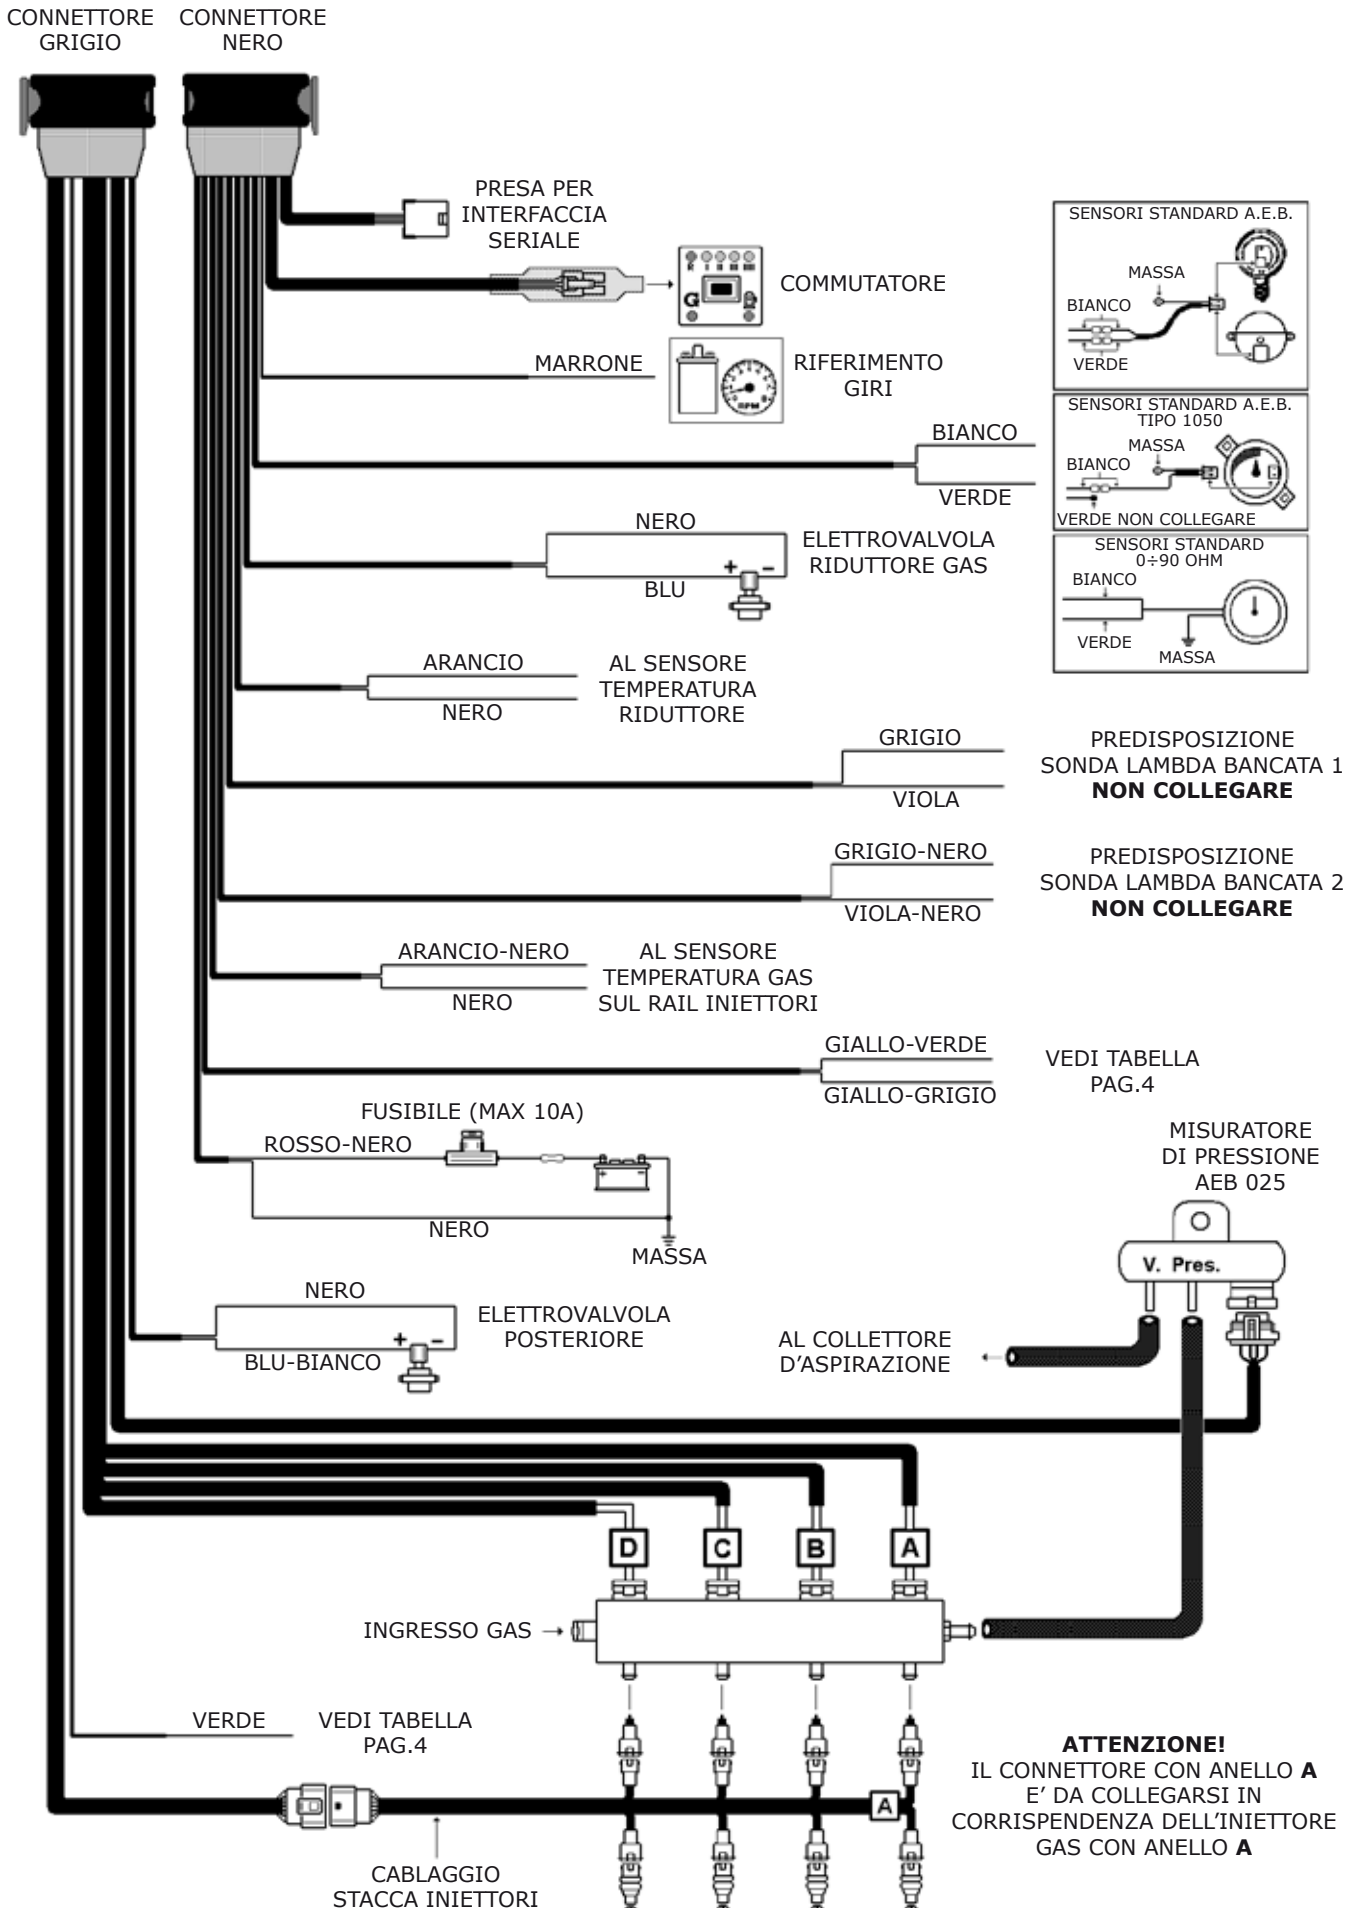 CONNETTORE
GRIGIO
CONNETTORE
NERO
PRESA PER
INTERFACCIA
SERIALE
R I II III IIII
COMMUTATORE
MARRONE
RPM
RIFERIMENTO
GIRI
SENSORI STANDARD A.E.B.
MASSA
BIANCO
VERDE
SENSORI STANDARD A.E.B.
TIPO 1050
MASSA
BIANCO
VERDE NON COLLEGARE
SENSORI STANDARD
0÷90 OHM
BIANCO
VERDE
MASSA
BIANCO
VERDE
NERO
+ -
BLU
ELETTROVALVOLA
RIDUTTORE GAS
ARANCIO
NERO
AL SENSORE
TEMPERATURA
RIDUTTORE
GRIGIO
VIOLA
PREDISPOSIZIONE
SONDA LAMBDA BANCATA 1
NON COLLEGARE
GRIGIO-NERO
VIOLA-NERO
PREDISPOSIZIONE
SONDA LAMBDA BANCATA 2
NON COLLEGARE
ARANCIO-NERO
NERO
AL SENSORE
TEMPERATURA GAS
SUL RAIL INIETTORI
GIALLO-VERDE
GIALLO-GRIGIO
VEDI TABELLA
PAG.4
FUSIBILE (MAX 10A)
ROSSO-NERO
+ -
NERO
MASSA
MISURATORE
DI PRESSIONE
AEB 025
V. Pres.
NERO
+ -
BLU-BIANCO
ELETTROVALVOLA
POSTERIORE
AL COLLETTORE
D'ASPIRAZIONE
D C B A
INGRESSO GAS
VERDE
VEDI TABELLA
PAG.4
A
CABLAGGIO
STACCA INIETTORI
ATTENZIONE!
IL CONNETTORE CON ANELLO A
E' DA COLLEGARSI IN
CORRISPENDENZA DELL'INIETTORE
GAS CON ANELLO A